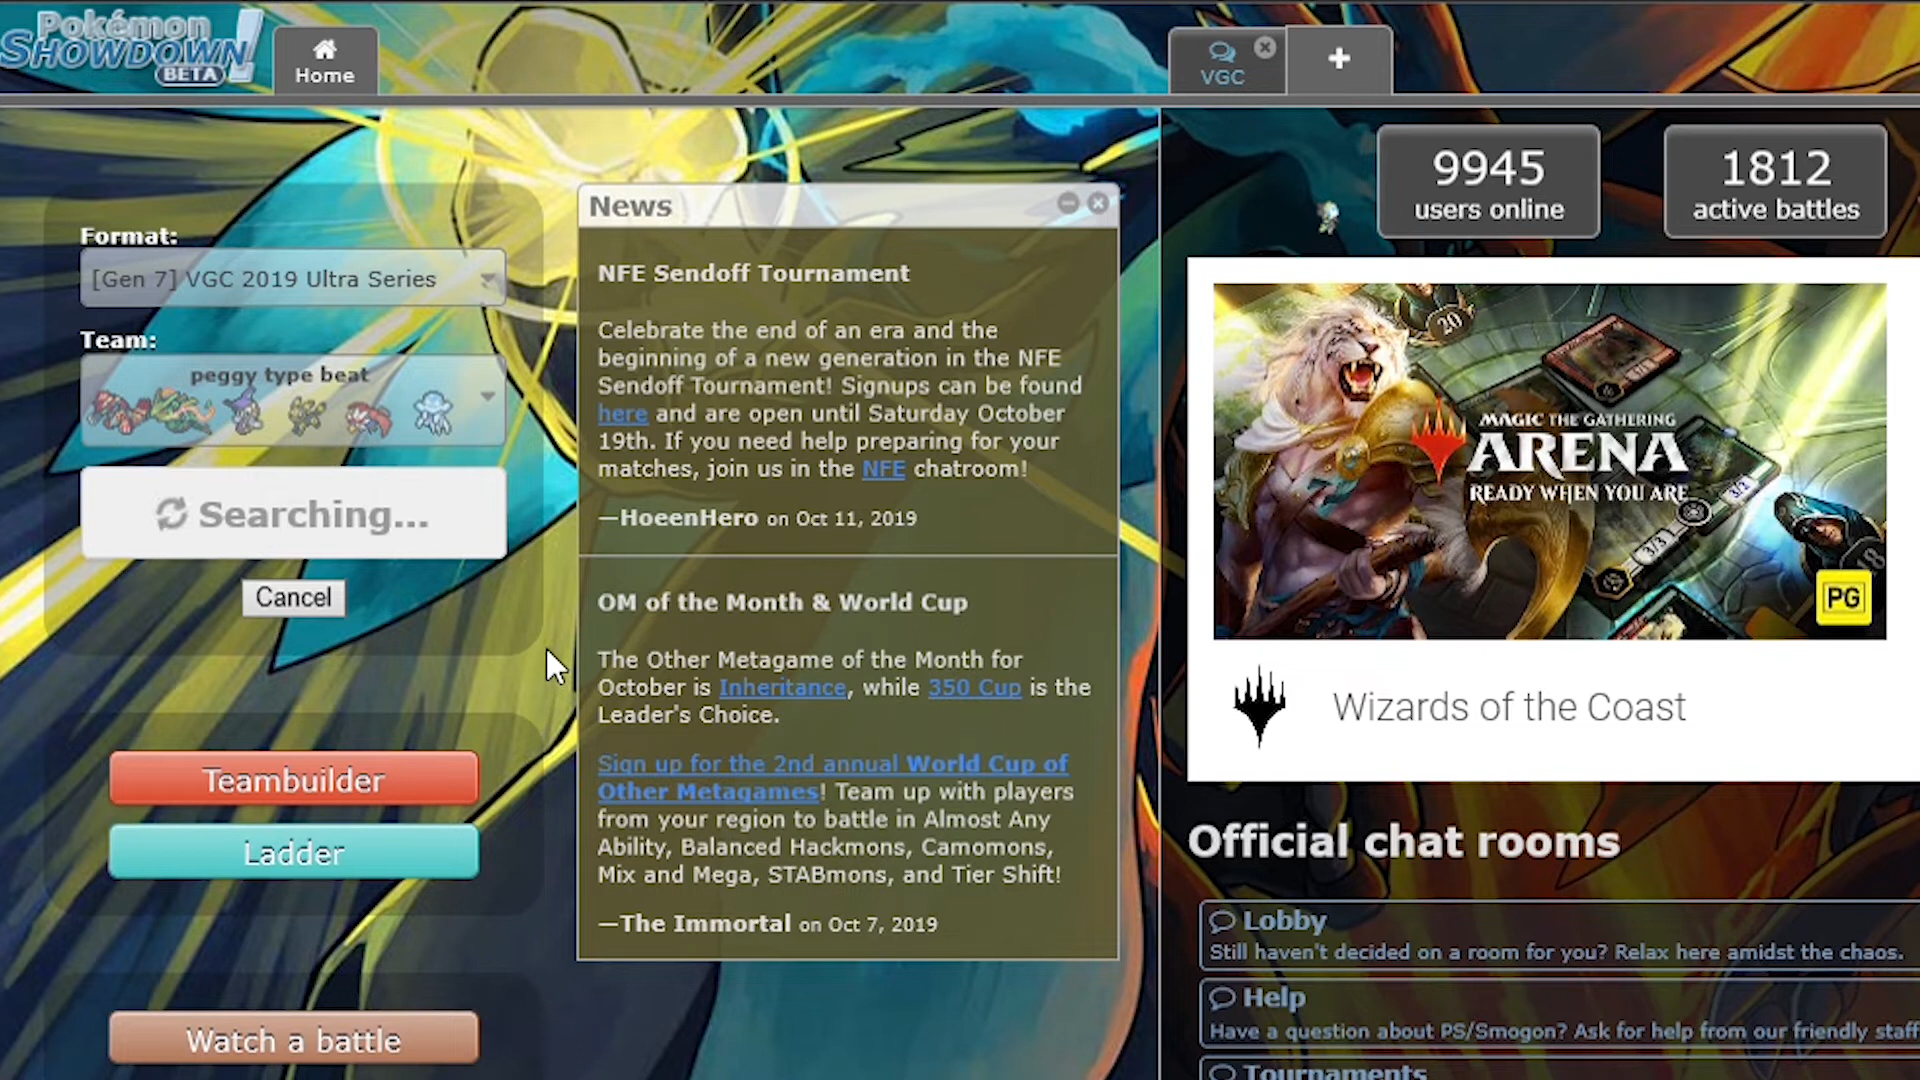 Pokémon
SHOWDOWN!
BETA
Home
VGC
+
Format:
[Gen 7] VGC 2019 Ultra Series
Team:
peggy type beat
Searching...
Cancel
Teambuilder
Ladder
Watch a battle
News
NFE Sendoff Tournament
Celebrate the end of an era and the
beginning of a new generation in the NFE
Sendoff Tournament! Signups can be found
here and are open until Saturday October
19th. If you need help preparing for your
matches, join us in the NFE chatroom!
—HoeenHero on Oct 11, 2019
OM of the Month & World Cup
The Other Metagame of the Month for
October is Inheritance, while 350 Cup is the
Leader's Choice.
Sign up for the 2nd annual World Cup of
Other Metagames! Team up with players
from your region to battle in Almost Any
Ability, Balanced Hackmons, Camomons,
Mix and Mega, STABmons, and Tier Shift!
—The Immortal on Oct 7, 2019
9945
users online
1812
active battles
20
MAGIC THE GATHERING
ARENA
READY WHEN YOU ARE
3/3
3/3
18
PG
Wizards of the Coast
Official chat rooms
Lobby
Still haven't decided on a room for you? Relax here amidst the chaos.
Help
Have a question about PS/Smogon? Ask for help from our friendly staff
Tournaments